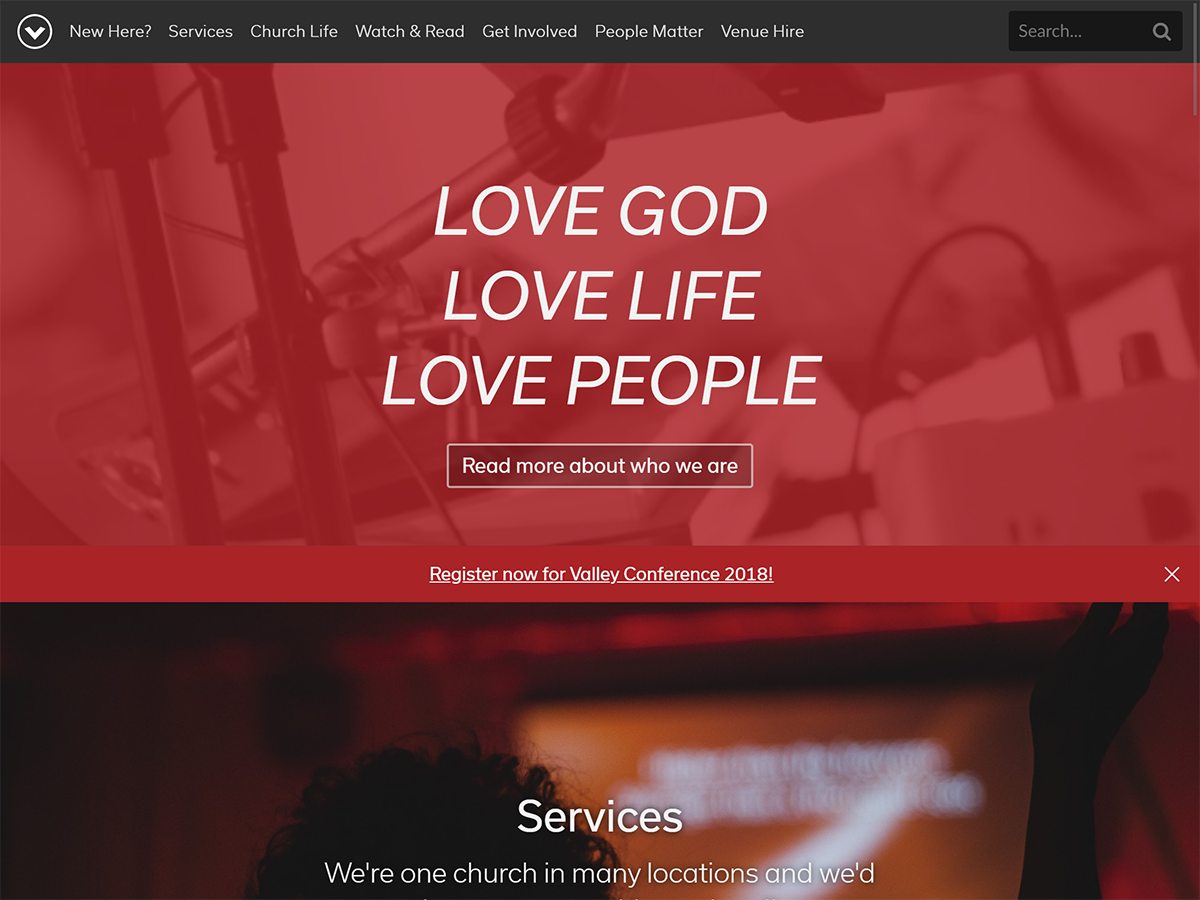 New Here? Services Church Life Watch & Read Get Involved People Matter Venue Hire Search...
LOVE GOD
LOVE LIFE
LOVE PEOPLE
Read more about who we are
Register now for Valley Conference 2018!
Services
We're one church in many locations and we'd